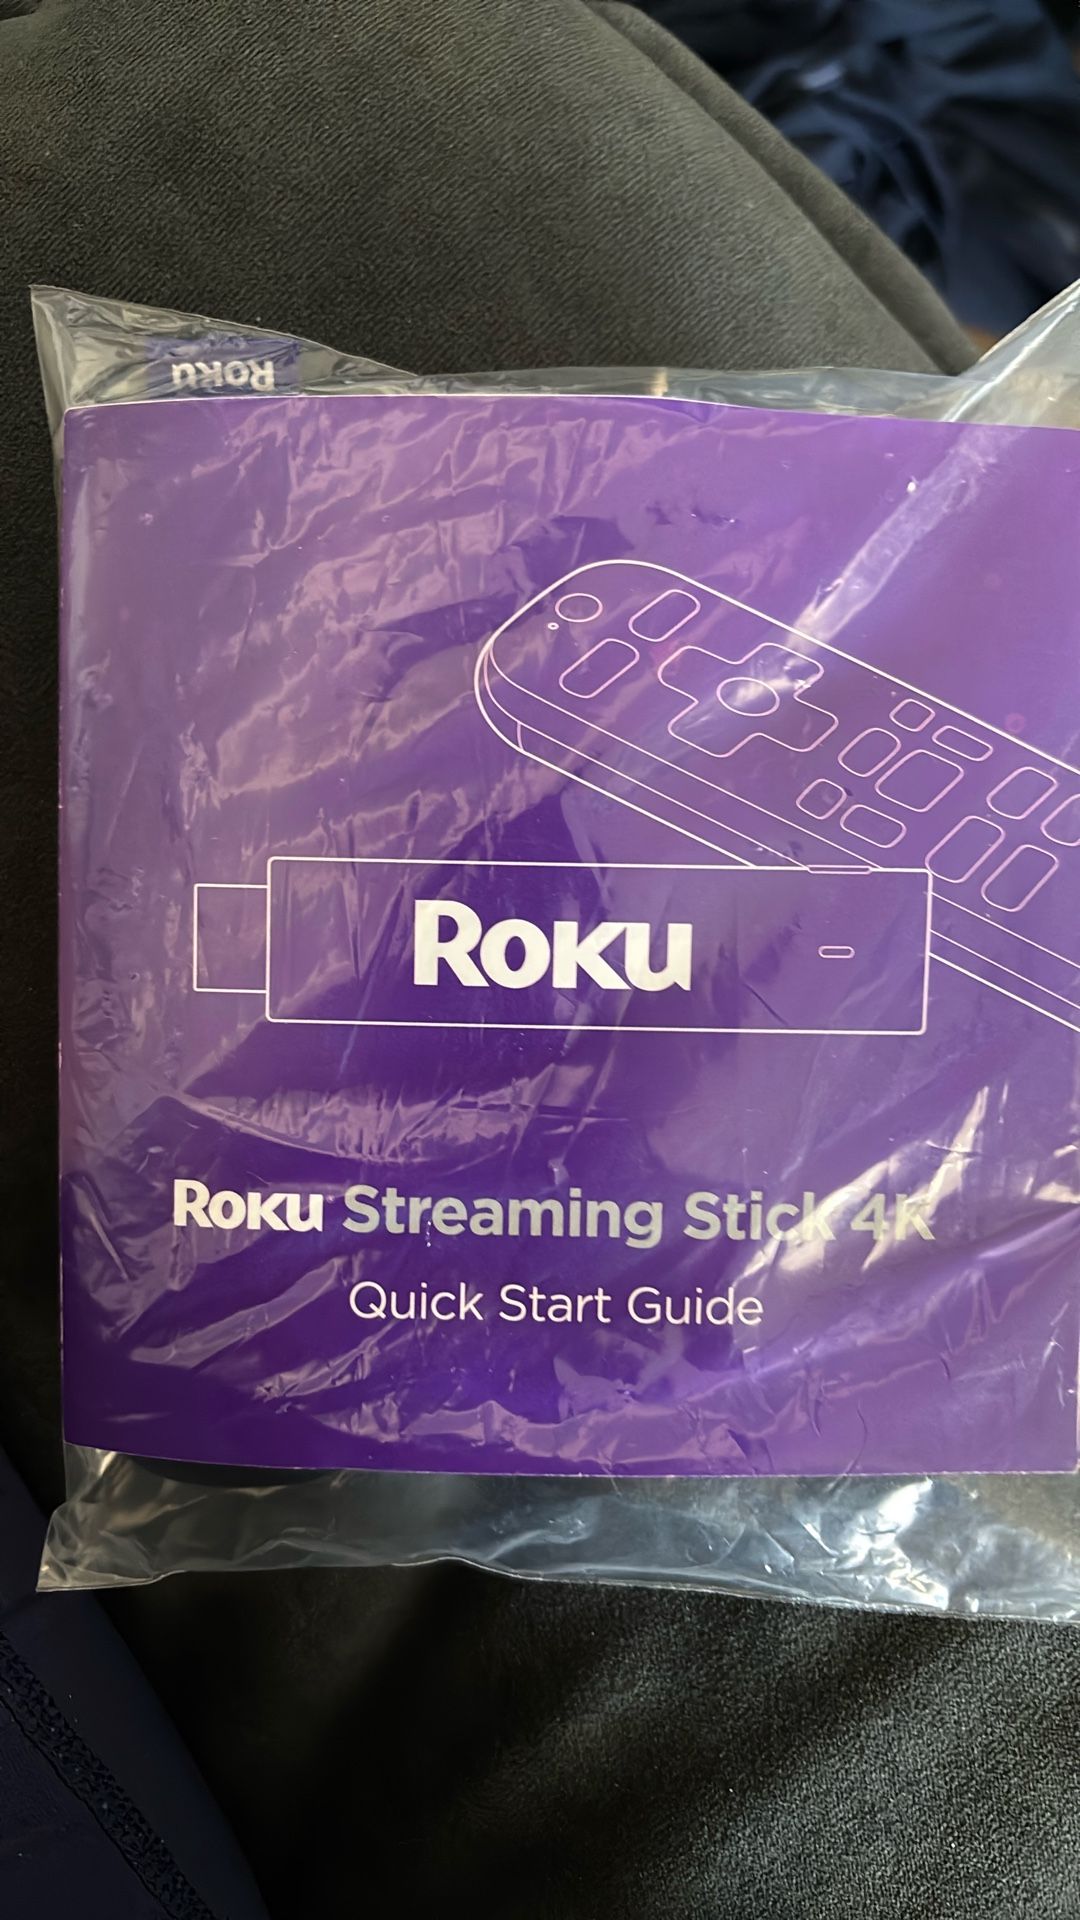 Roku
Roku
Roku Streaming Stick 4K
Quick Start Guide